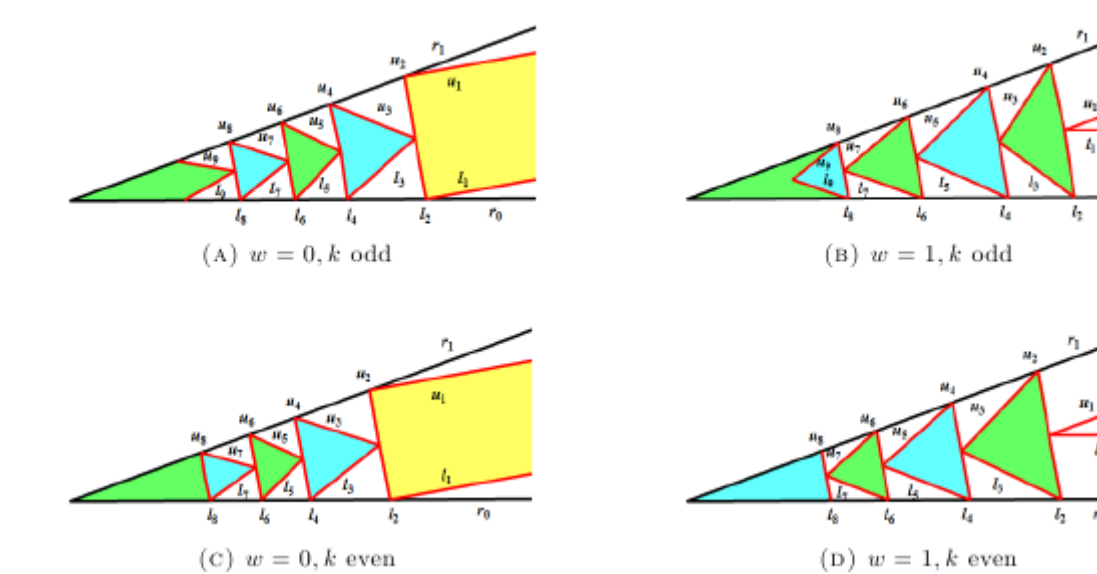 r₁
u₂
u₁
u₄
u₃
u₆
u₅
u₈
u₇
u₉
l₉
l₇
l₅
l₃
l₁
l₈
l₆
l₄
l₂
r₀
(A) w = 0, k odd
r₁
u₂
u₄
u₃
u₁
u₆
u₅
l₁
u₈
u₇
u₉
l₉
l₇
l₅
l₃
l₈
l₆
l₄
l₂
(B) w = 1, k odd
r₁
u₂
u₁
u₄
u₃
u₆
u₅
u₈
u₇
l₇
l₅
l₃
l₁
l₈
l₆
l₄
l₂
r₀
(C) w = 0, k even
r₁
u₂
u₄
u₃
u₁
u₆
u₅
u₈
u₇
l₇
l₅
l₃
l₈
l₆
l₄
l₂
(D) w = 1, k even